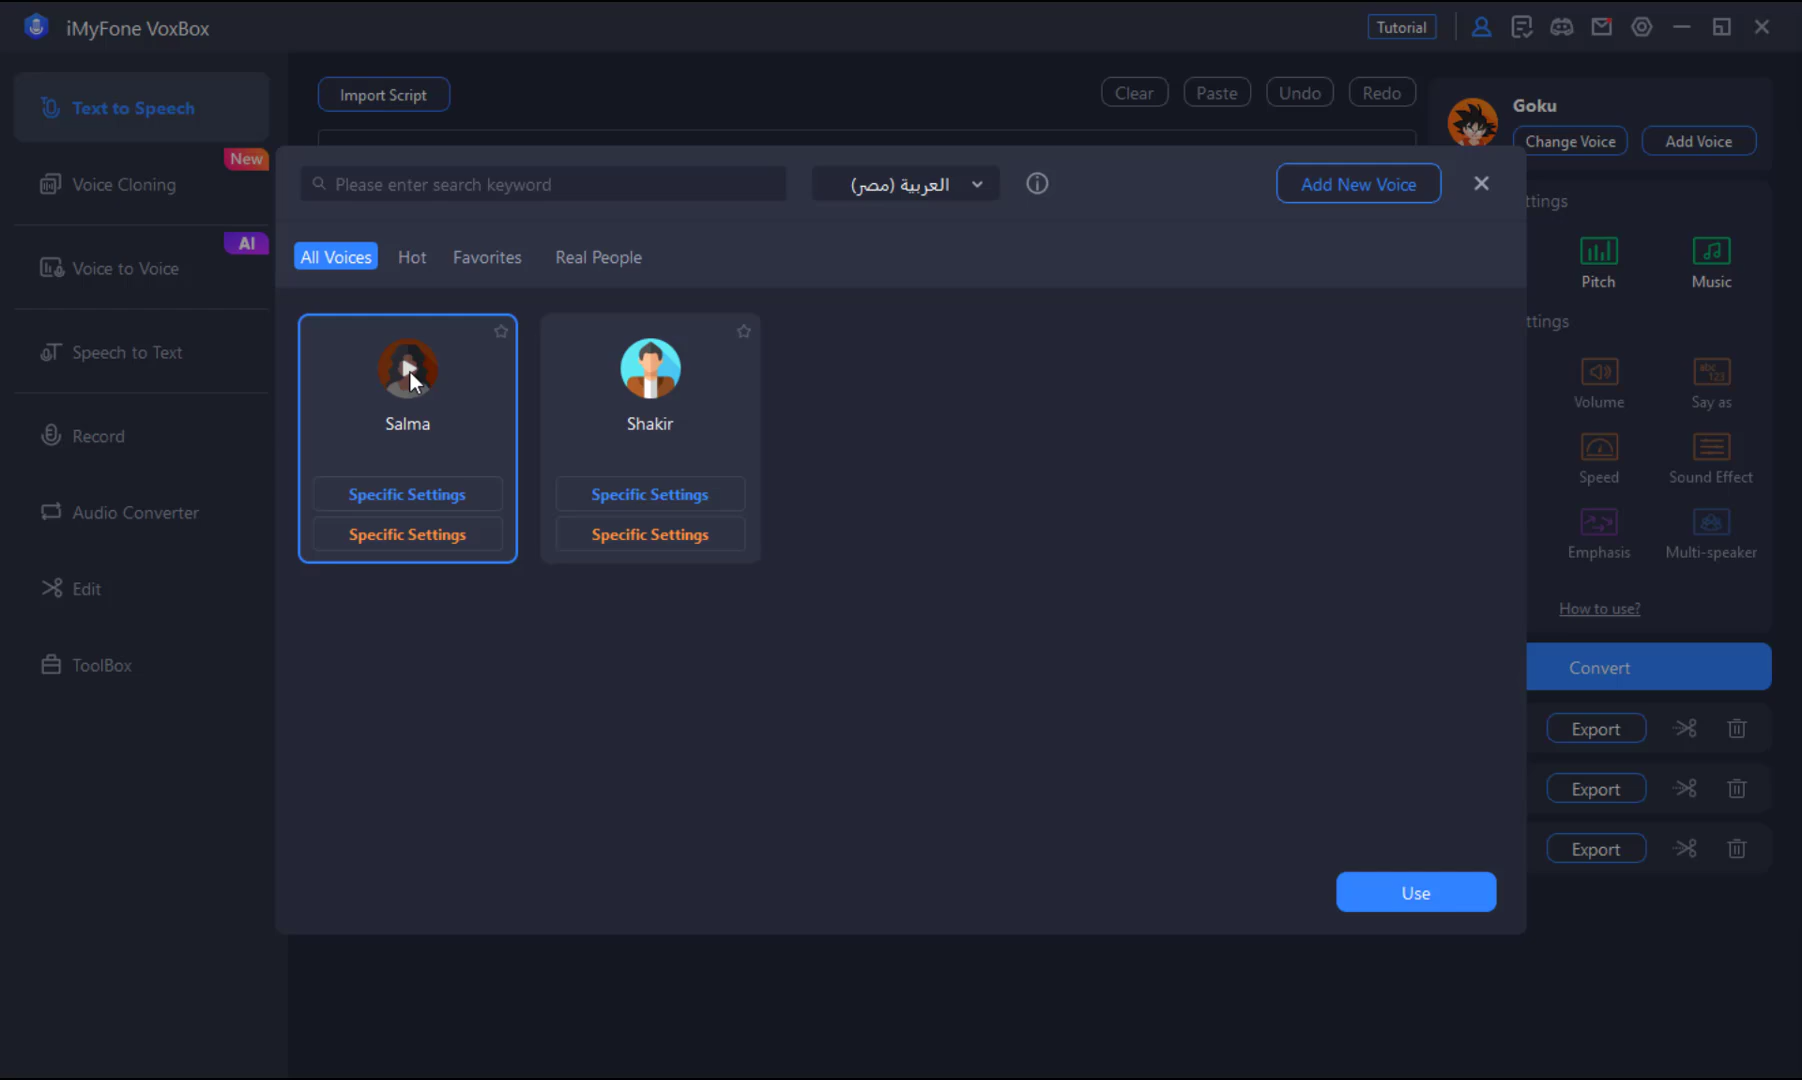 iMyFone VoxBox
Tutorial
Text to Speech
New
Voice Cloning
AI
Voice to Voice
Speech to Text
Record
Audio Converter
Edit
ToolBox
Import Script
Clear
Paste
Undo
Redo
Goku
Change Voice
Add Voice
Please enter search keyword
العربية (مصر)
Add New Voice
All Voices
Hot
Favorites
Real People
Salma
Specific Settings
Specific Settings
Shakir
Specific Settings
Specific Settings
Use
ttings
Pitch
Music
ttings
Volume
abc 123
Say as
Speed
Sound Effect
Emphasis
Multi-speaker
How to use?
Convert
Export
Export
Export